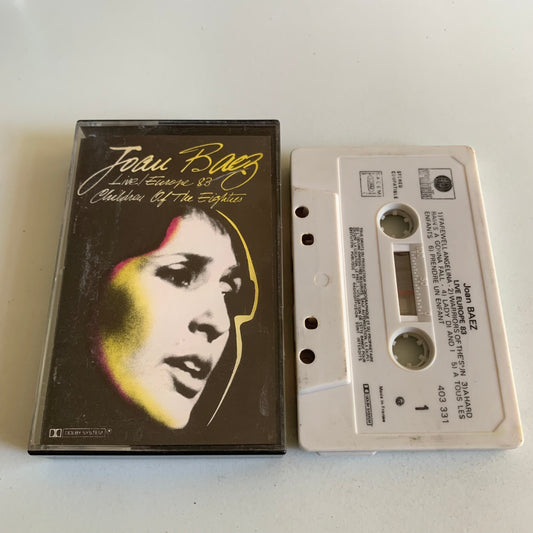 Joan Baez
Live/Europe 83
Children Of The Eighties
DOLBY SYSTEM
STEREO
Joan BAEZ
LIVE EUROPE 83
1) FAREWELL ANGELINA - 2) WARRIORS OF THE SUN 3) A HARD
RAIN'S A GONNA FALL - 4) LADY DI AND I 5) A TOUS LES
ENFANTS 6) PRENDRE UN ENFANT
403 331
1
Made in France